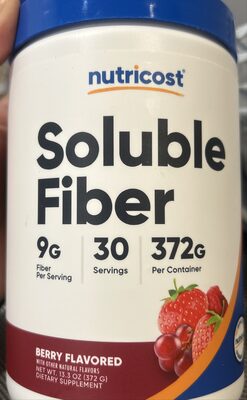 nutricost®
Soluble
Fiber
9G 30 372G
Fiber Per Serving Servings Per Container
BERRY FLAVORED
WITH OTHER NATURAL FLAVORS
NET WT. 13.3 OZ (372 G)
DIETARY SUPPLEMENT